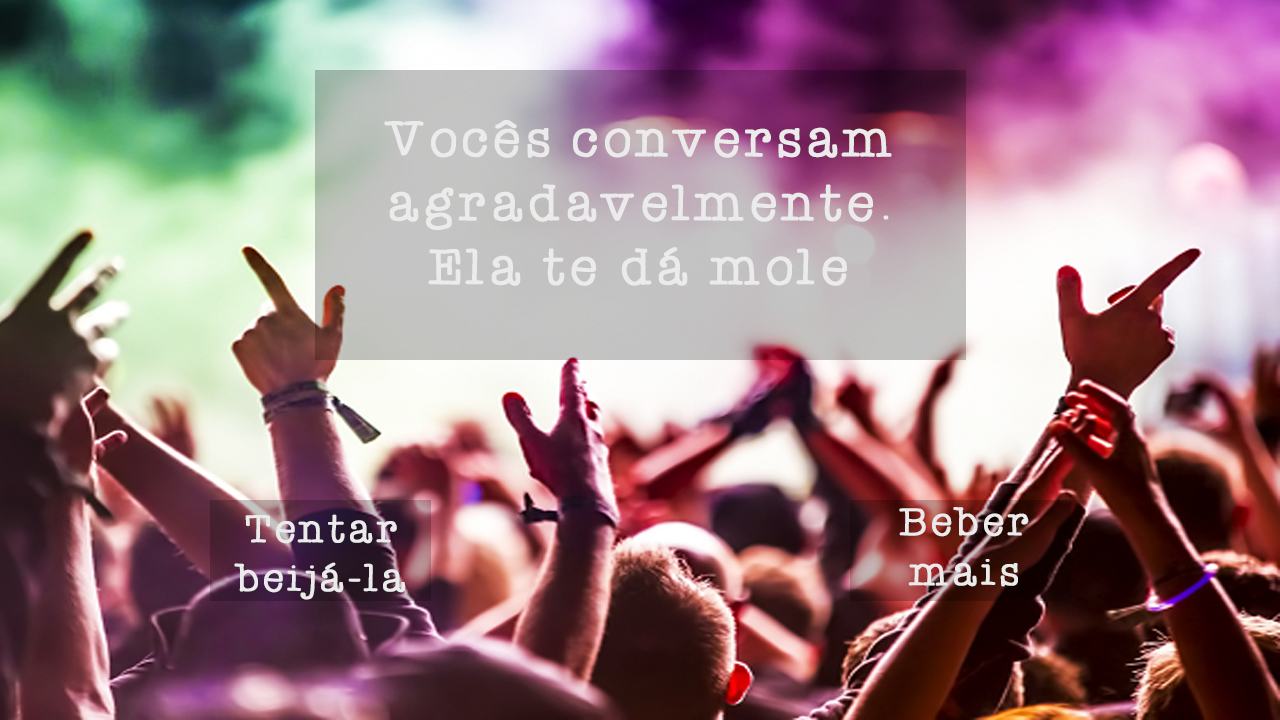 Vocês conversam
agradavelmente.
Ela te dá mole
Tentar
beijá-la
Beber
mais